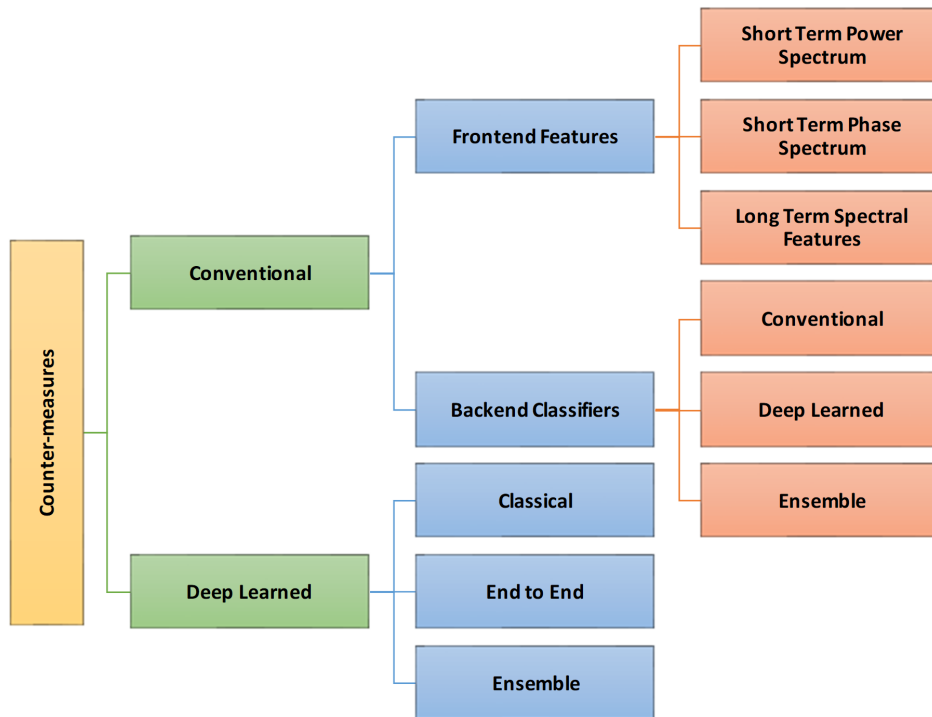 Counter-measures
Conventional
Frontend Features
Short Term Power
Spectrum
Short Term Phase
Spectrum
Long Term Spectral
Features
Backend Classifiers
Conventional
Deep Learned
Ensemble
Deep Learned
Classical
End to End
Ensemble